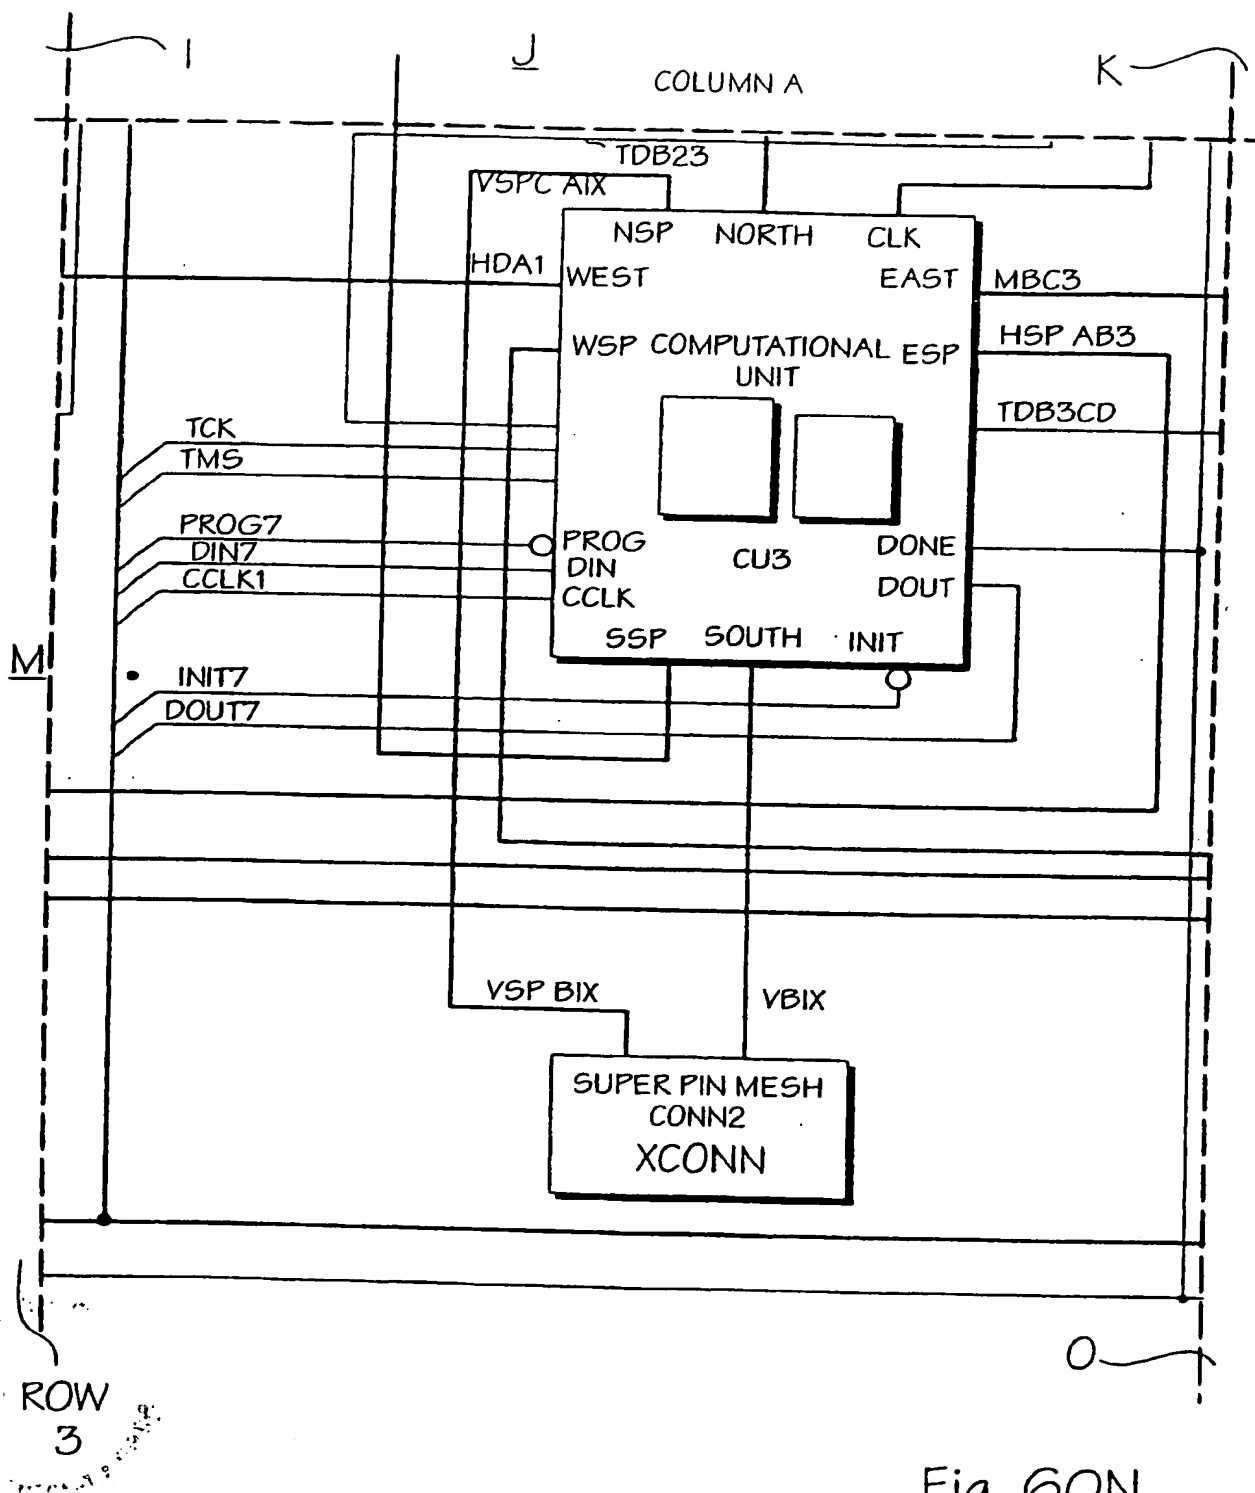 I
J
K
COLUMN A
TDB23
VSPC AIX
NSP NORTH CLK
HDA1
WEST
EAST
MBC3
WSP COMPUTATIONAL
UNIT
ESP
HSP AB3
TDB3CD
TCK
TMS
PROG7
DIN7
CCLK1
PROG
DIN
CCLK
CU3
DONE
DOUT
SSP SOUTH INIT
M
INIT7
DOUT7
VSP BIX
VBIX
SUPER PIN MESH
CONN2
XCONN
O
ROW
3
Fig. 60N